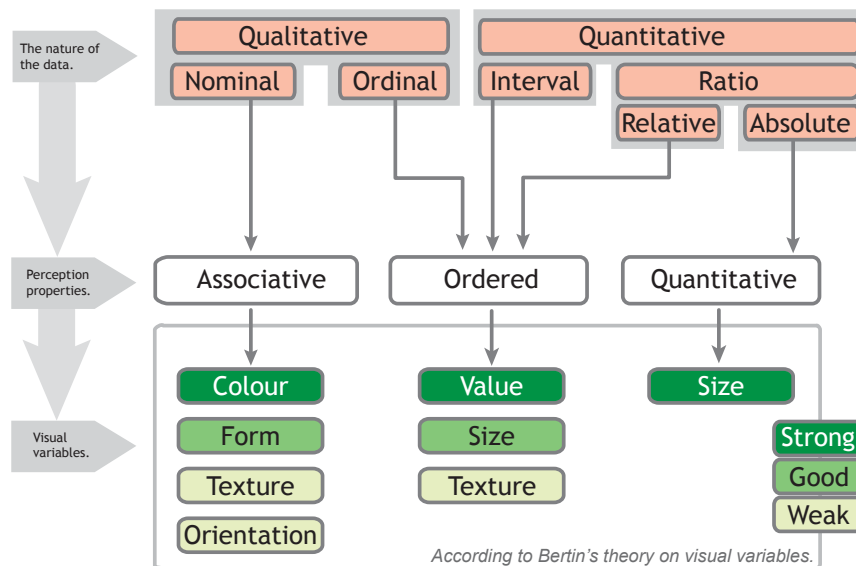 The nature of
the data.
Qualitative
Quantitative
Nominal
Ordinal
Interval
Ratio
Relative
Absolute
Perception
properties.
Associative
Ordered
Quantitative
Visual
variables.
Colour
Value
Size
Form
Size
Texture
Texture
Orientation
Strong
Good
Weak
According to Bertin's theory on visual variables.